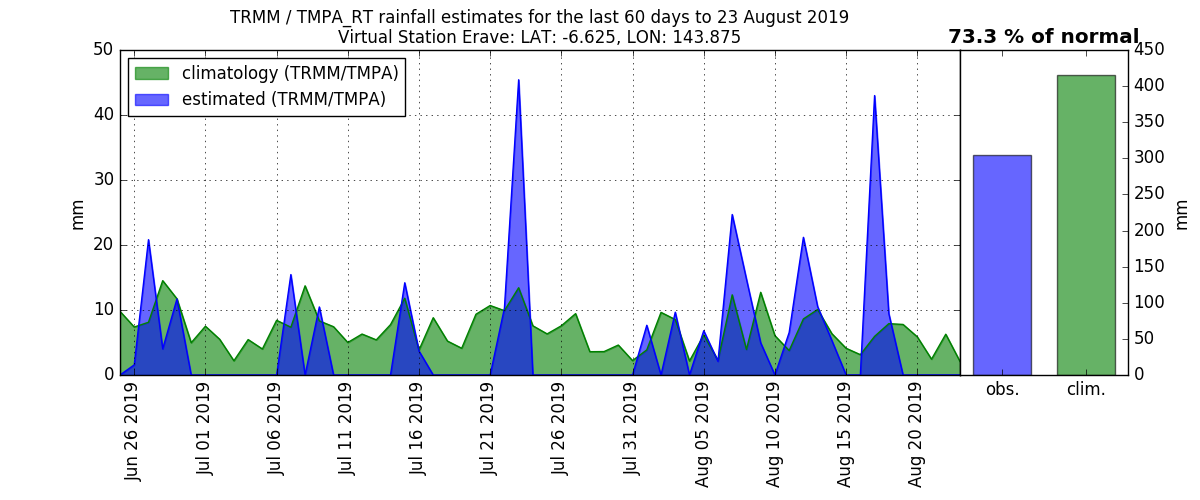 TRMM / TMPA_RT rainfall estimates for the last 60 days to 23 August 2019
Virtual Station Erave: LAT: -6.625, LON: 143.875
73.3 % of normal
climatology (TRMM/TMPA)
estimated (TRMM/TMPA)
mm
50
40
30
20
10
0
Jun 26 2019
Jul 01 2019
Jul 06 2019
Jul 11 2019
Jul 16 2019
Jul 21 2019
Jul 26 2019
Jul 31 2019
Aug 05 2019
Aug 10 2019
Aug 15 2019
Aug 20 2019
obs.
clim.
450
400
350
300
250
200
150
100
50
0
mm